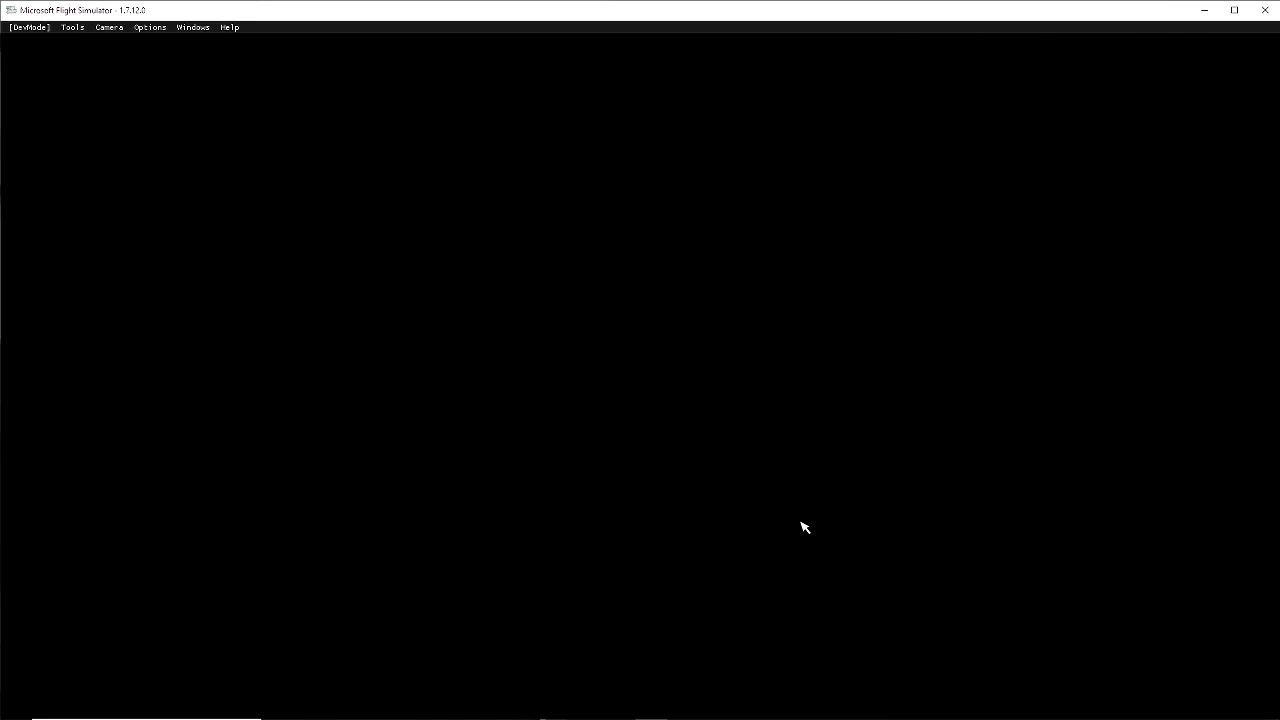 Microsoft Flight Simulator - 1.7.12.0
[DevMode] Tools Camera Options Windows Help